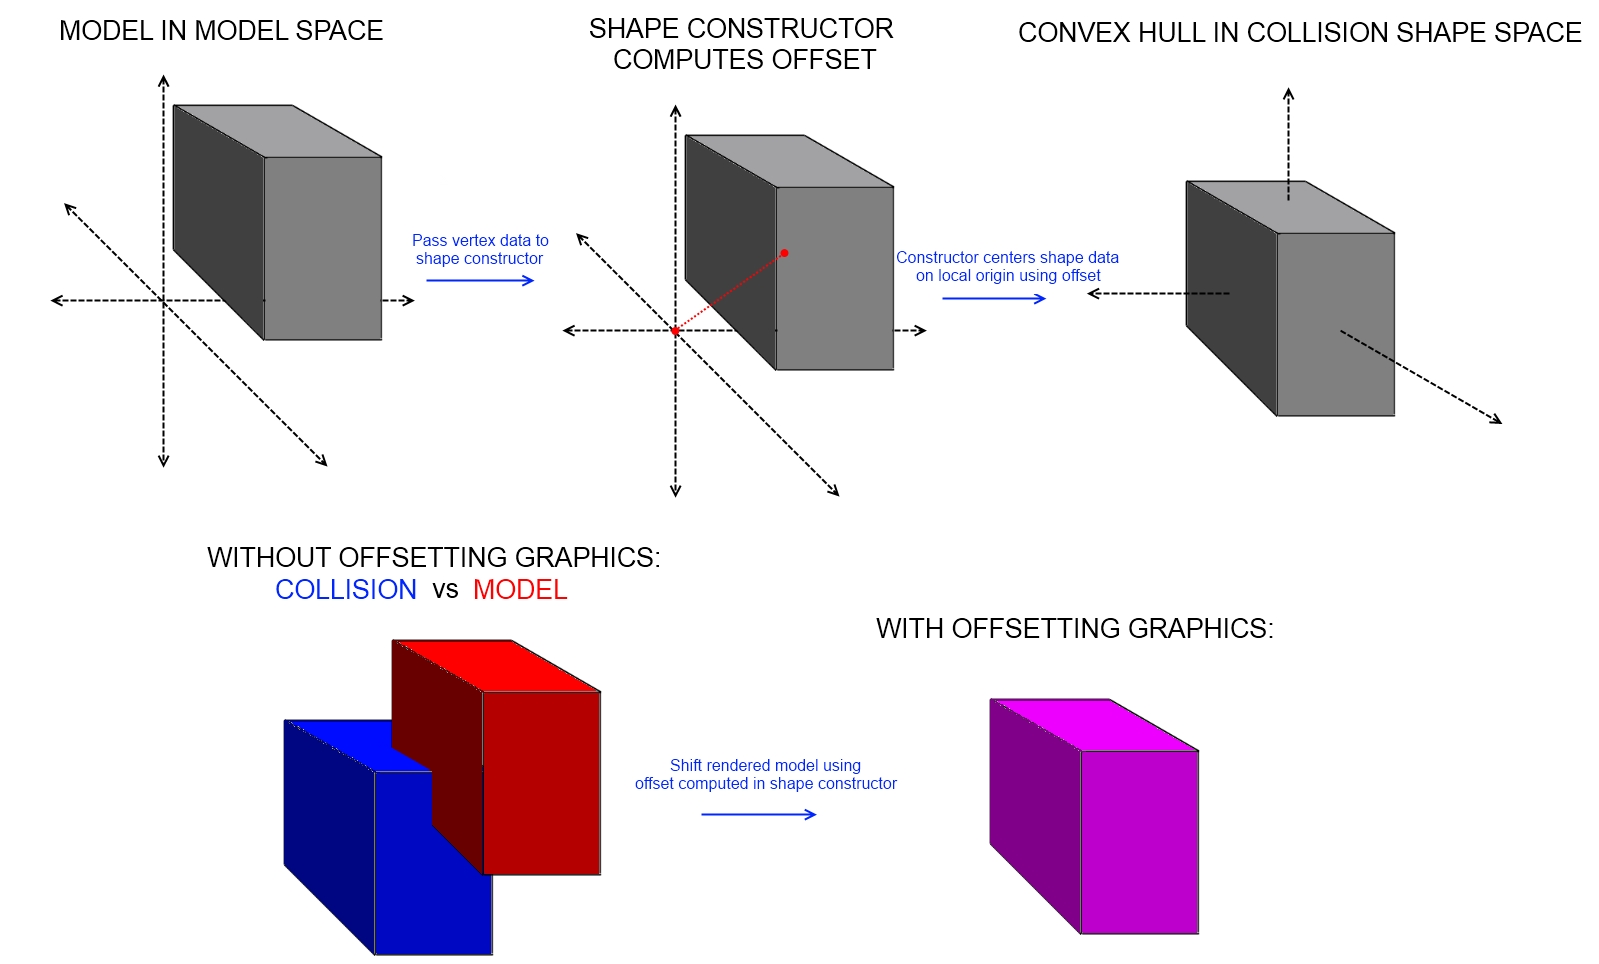 MODEL IN MODEL SPACE
SHAPE CONSTRUCTOR
COMPUTES OFFSET
CONVEX HULL IN COLLISION SHAPE SPACE
Pass vertex data to
shape constructor
Constructor centers shape data
on local origin using offset
WITHOUT OFFSETTING GRAPHICS:
COLLISION vs MODEL
WITH OFFSETTING GRAPHICS:
Shift rendered model using
offset computed in shape constructor